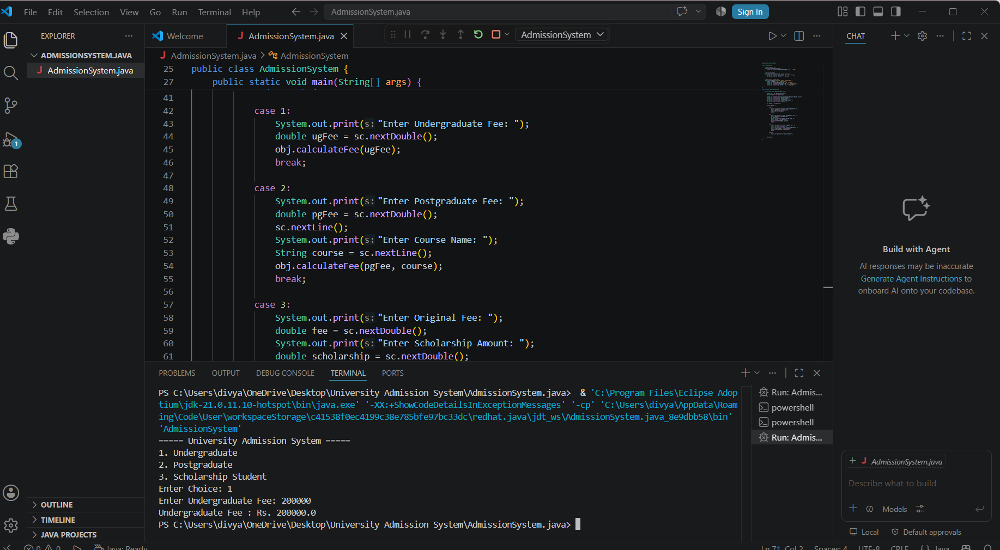 File Edit Selection View Go Run Terminal Help AdmissionSystem.java Sign In
EXPLORER
ADMISSIONSYSTEM.JAVA
J AdmissionSystem.java
1
OUTLINE
TIMELINE
JAVA PROJECTS
Welcome J AdmissionSystem.java AdmissionSystem
J AdmissionSystem.java > AdmissionSystem
25 public class AdmissionSystem {
27 public static void main(String[] args) {
41
42 case 1:
43 System.out.print(s: "Enter Undergraduate Fee: ");
44 double ugFee = sc.nextDouble();
45 obj.calculateFee(ugFee);
46 break;
47
48 case 2:
49 System.out.print(s: "Enter Postgraduate Fee: ");
50 double pgFee = sc.nextDouble();
51 sc.nextLine();
52 System.out.print(s: "Enter Course Name: ");
53 String course = sc.nextLine();
54 obj.calculateFee(pgFee, course);
55 break;
56
57 case 3:
58 System.out.print(s: "Enter Original Fee: ");
59 double fee = sc.nextDouble();
60 System.out.print(s: "Enter Scholarship Amount: ");
61 double scholarship = sc.nextDouble();
PROBLEMS OUTPUT DEBUG CONSOLE TERMINAL PORTS
PS C:\Users\divya\OneDrive\Desktop\University Admission System\AdmissionSystem.java> & 'C:\Program Files\Eclipse Adop
tium\jdk-21.0.11.10-hotspot\bin\java.exe' '-XX:+ShowCodeDetailsInExceptionMessages' '-cp' 'C:\Users\divya\AppData\Roam
ing\Code\User\workspaceStorage\c41538f0ec4199c38e785bfe97bc33dc\redhat.java\jdt_ws\AdmissionSystem.java_8e9dbb58\bin'
'AdmissionSystem'
===== University Admission System =====
1. Undergraduate
2. Postgraduate
3. Scholarship Student
Enter Choice: 1
Enter Undergraduate Fee: 200000
Undergraduate Fee : Rs. 200000.0
PS C:\Users\divya\OneDrive\Desktop\University Admission System\AdmissionSystem.java>
Run: Admis...
powershell
powershell
Run: Admis...
CHAT
Build with Agent
AI responses may be inaccurate
Generate Agent Instructions to
onboard AI onto your codebase.
J AdmissionSystem.java
Describe what to build
Models
Local Default approvals
0 0 Java: Ready Ln 71, Col 2 Spaces: 4 UTF-8 CRLF {} Java